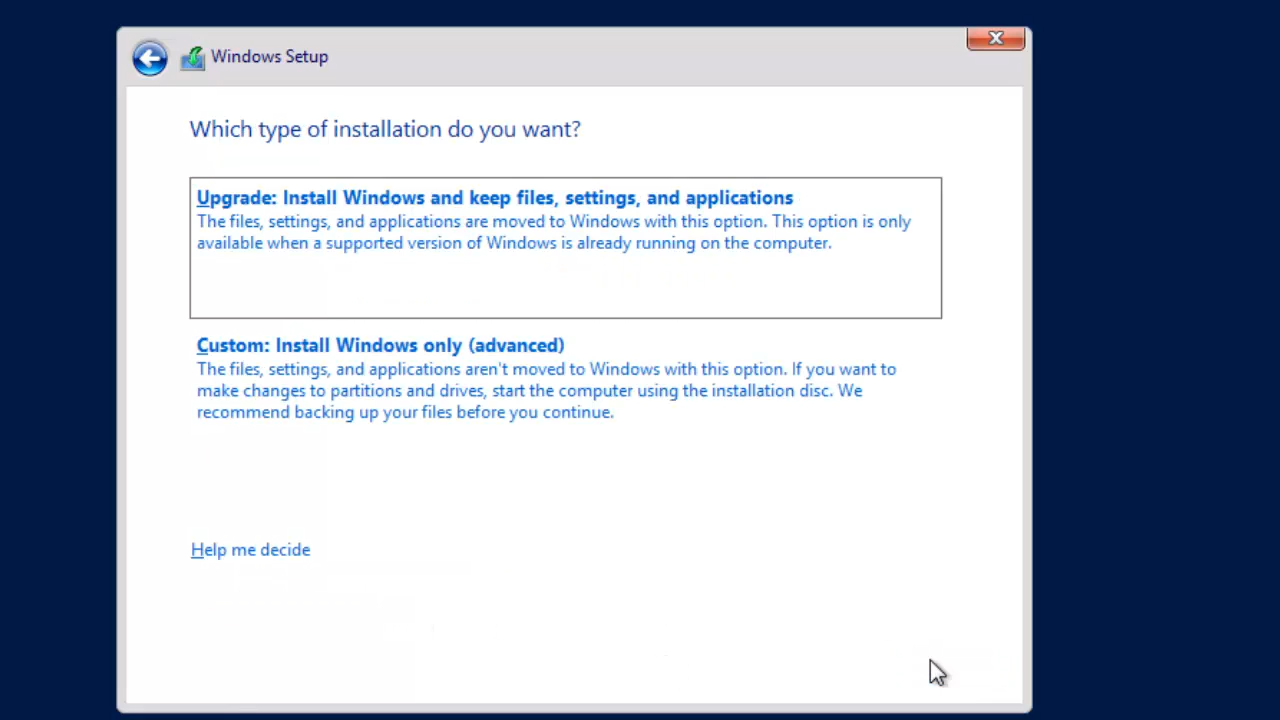 Windows Setup
Which type of installation do you want?
Upgrade: Install Windows and keep files, settings, and applications
The files, settings, and applications are moved to Windows with this option. This option is only
available when a supported version of Windows is already running on the computer.
Custom: Install Windows only (advanced)
The files, settings, and applications aren't moved to Windows with this option. If you want to
make changes to partitions and drives, start the computer using the installation disc. We
recommend backing up your files before you continue.
Help me decide